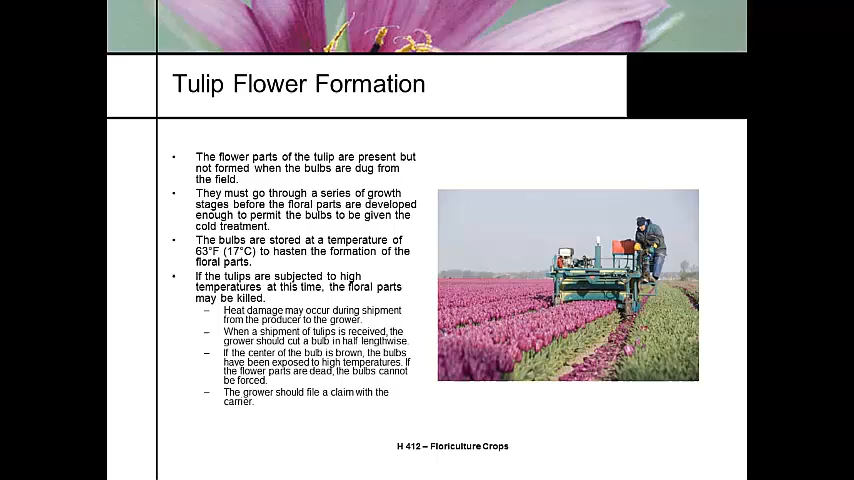 Tulip Flower Formation
• The flower parts of the tulip are present but
not formed when the bulbs are dug from
the field.
• They must go through a series of growth
stages before the floral parts are developed
enough to permit the bulbs to be given the
cold treatment.
• The bulbs are stored at a temperature of
63°F (17°C) to hasten the formation of the
floral parts.
• If the tulips are subjected to high
temperatures at this time, the floral parts
may be killed.
– Heat damage may occur during shipment
from the producer to the grower.
– When a shipment of tulips is received, the
grower should cut a bulb in half lengthwise.
– If the center of the bulb is brown, the bulbs
have been exposed to high temperatures. If
the flower parts are dead, the bulbs cannot
be forced.
– The grower should file a claim with the
carrier.
H 412 – Floriculture Crops